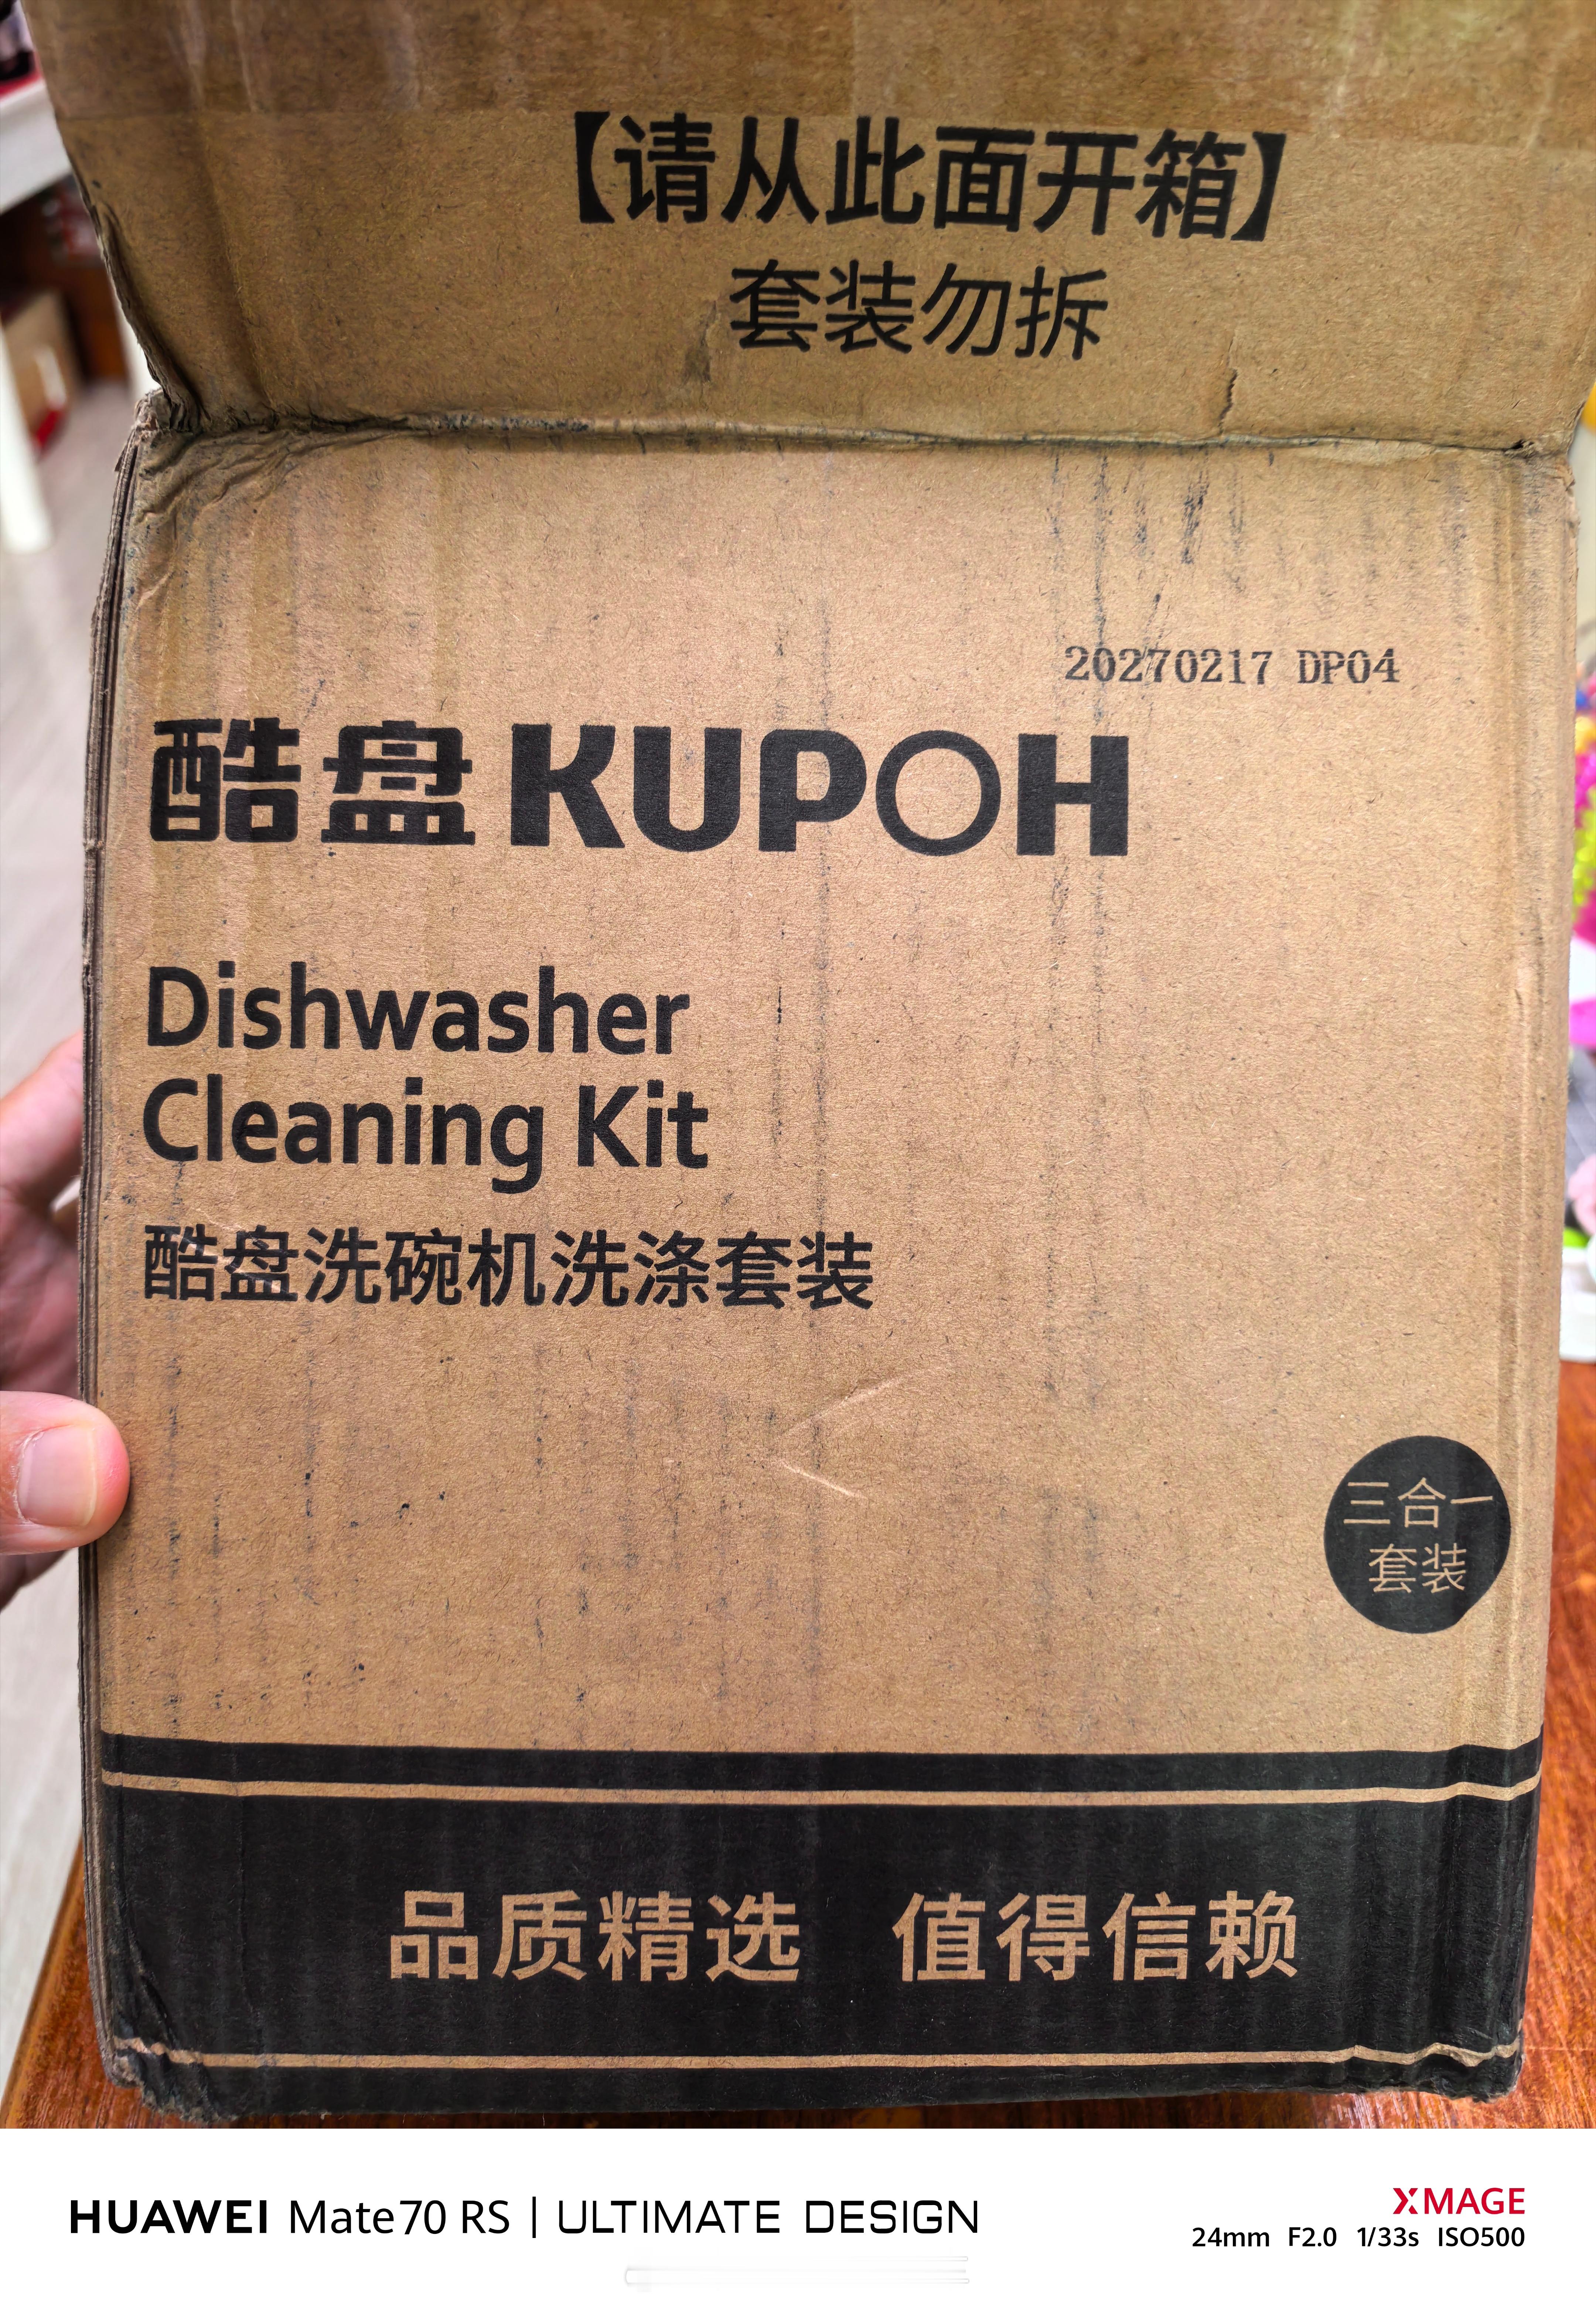 【请从此面开箱】
套装勿拆
20270217 DP04
酷盘 KUPOH
Dishwasher
Cleaning Kit
酷盘洗碗机洗涤套装
三合一
套装
品质精选 值得信赖
HUAWEI Mate70 RS | ULTIMATE DESIGN
XMAGE
24mm F2.0 1/33s ISO500